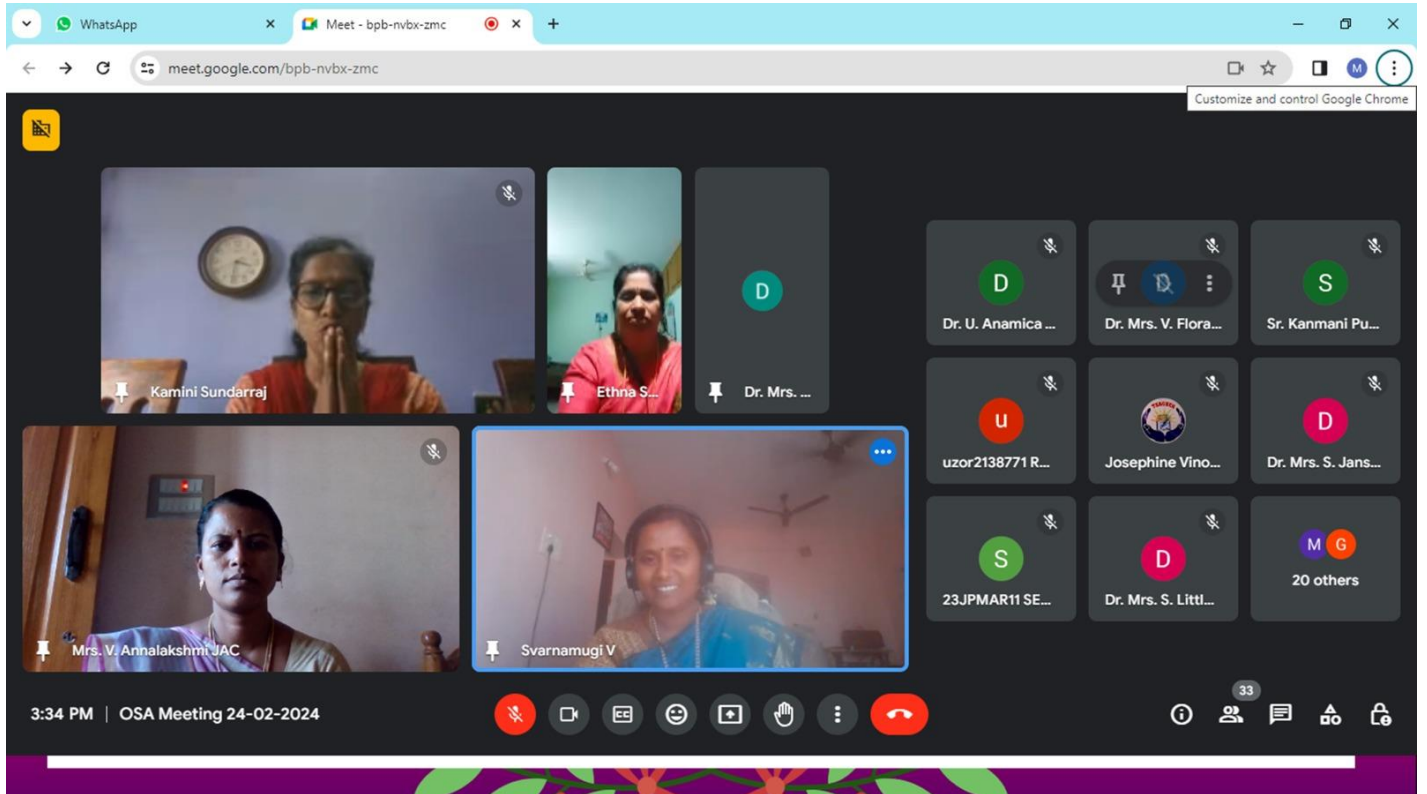 WhatsApp
Meet - bpb-nvbx-zmc
meet.google.com/bpb-nvbx-zmc
M
Customize and control Google Chrome
Kamini Sundarraj
Ethna S...
D
Dr. Mrs. ...
D
Dr. U. Anamica ...
Dr. Mrs. V. Flora...
S
Sr. Kanmani Pu...
u
uzor2138771 R...
Josephine Vino...
D
Dr. Mrs. S. Jans...
Mrs. V. Annalakshmi JAC
Svarnamugi V
S
23JPMAR11 SE...
D
Dr. Mrs. S. Littl...
M G
20 others
3:34 PM | OSA Meeting 24-02-2024
CC
33